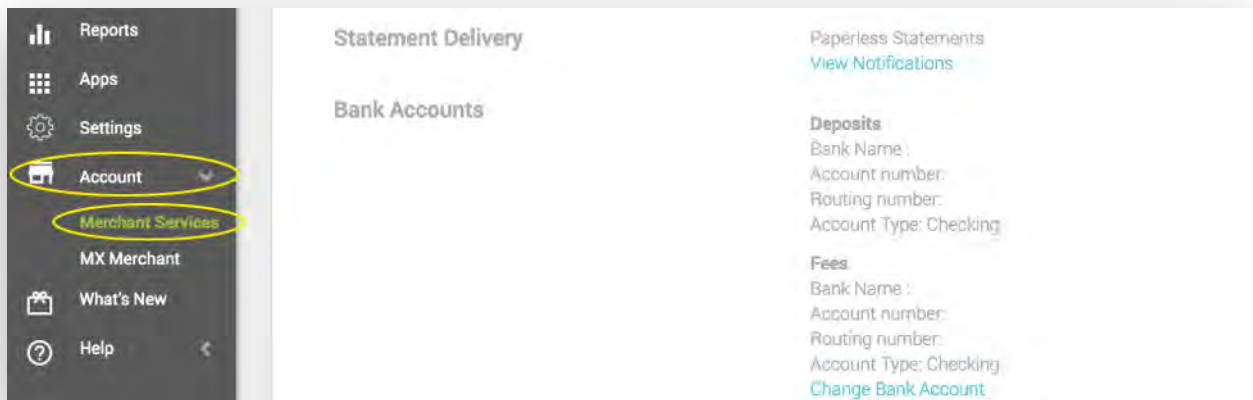 Reports
Apps
Settings
Account
Merchant Services
MX Merchant
What's New
Help
Statement Delivery
Paperless Statements
View Notifications
Bank Accounts
Deposits
Bank Name :
Account number:
Routing number:
Account Type: Checking
Fees
Bank Name :
Account number:
Routing number:
Account Type: Checking
Change Bank Account